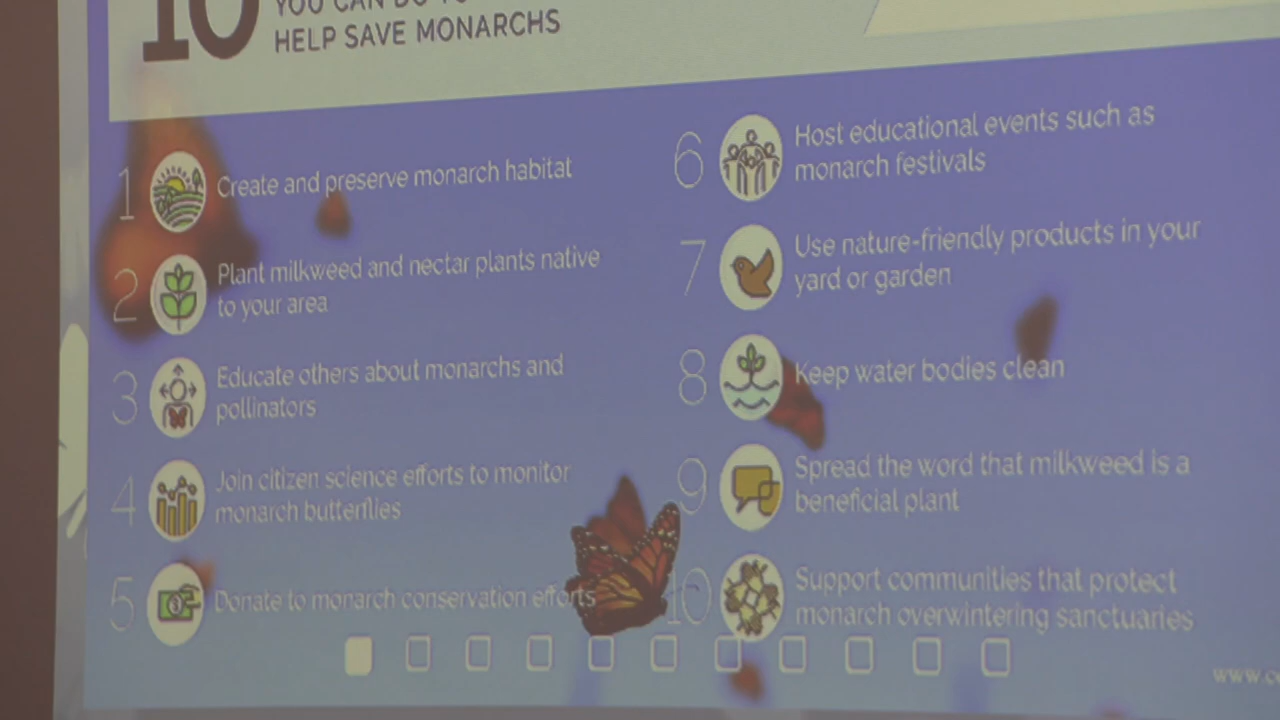 10
YOU CAN DO TO
HELP SAVE MONARCHS
1
Create and preserve monarch habitat
2
Plant milkweed and nectar plants native
to your area
3
Educate others about monarchs and
pollinators
4
Join citizen science efforts to monitor
monarch butterflies
5
Donate to monarch conservation efforts
6
Host educational events such as
monarch festivals
7
Use nature-friendly products in your
yard or garden
8
Keep water bodies clean
9
Spread the word that milkweed is a
beneficial plant
10
Support communities that protect
monarch overwintering sanctuaries